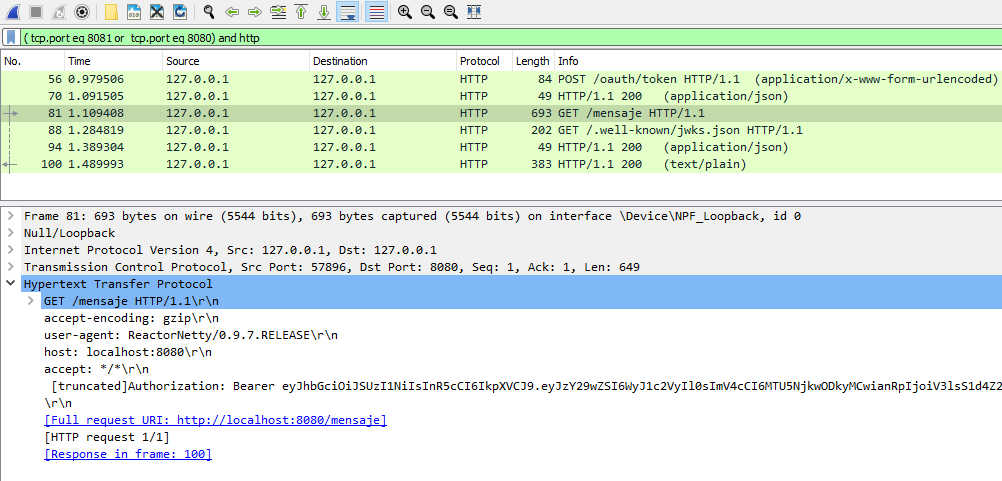 ( tcp.port eq 8081 or  tcp.port eq 8080) and http
No. Time Source Destination Protocol Length Info
56 0.979506 127.0.0.1 127.0.0.1 HTTP 84 POST /oauth/token HTTP/1.1  (application/x-www-form-urlencoded)
70 1.091505 127.0.0.1 127.0.0.1 HTTP 49 HTTP/1.1 200   (application/json)
81 1.109408 127.0.0.1 127.0.0.1 HTTP 693 GET /mensaje HTTP/1.1
88 1.284819 127.0.0.1 127.0.0.1 HTTP 202 GET /.well-known/jwks.json HTTP/1.1
94 1.389304 127.0.0.1 127.0.0.1 HTTP 49 HTTP/1.1 200   (application/json)
100 1.489993 127.0.0.1 127.0.0.1 HTTP 383 HTTP/1.1 200   (text/plain)
Frame 81: 693 bytes on wire (5544 bits), 693 bytes captured (5544 bits) on interface \Device\NPF_Loopback, id 0
Null/Loopback
Internet Protocol Version 4, Src: 127.0.0.1, Dst: 127.0.0.1
Transmission Control Protocol, Src Port: 57896, Dst Port: 8080, Seq: 1, Ack: 1, Len: 649
Hypertext Transfer Protocol
GET /mensaje HTTP/1.1\r\n
accept-encoding: gzip\r\n
user-agent: ReactorNetty/0.9.7.RELEASE\r\n
host: localhost:8080\r\n
accept: */*\r\n
[truncated]Authorization: Bearer eyJhbGciOiJSUzI1NiIsInR5cCI6IkpXVCJ9.eyJzY29wZSI6WyJ1c2VyIl0sImV4cCI6MTU5NjkwODkyMCwianRpIjoiV3lsS1d4Z2
\r\n
[Full request URI: http://localhost:8080/mensaje]
[HTTP request 1/1]
[Response in frame: 100]